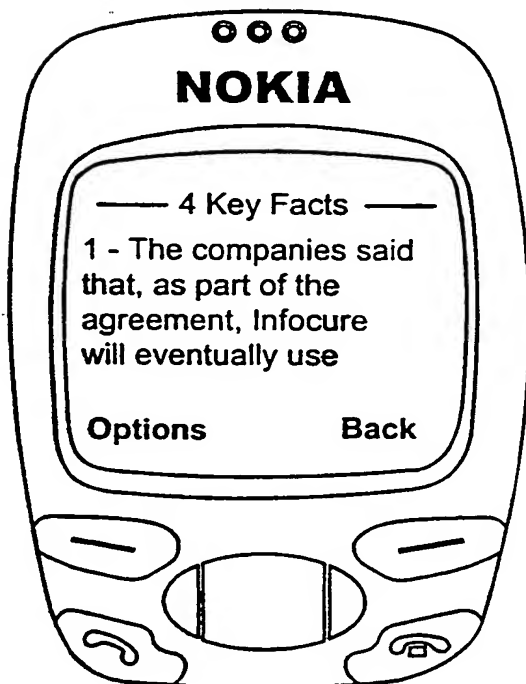 NOKIA
4 Key Facts
1 - The companies said
that, as part of the
agreement, Infocure
will eventually use
Options Back